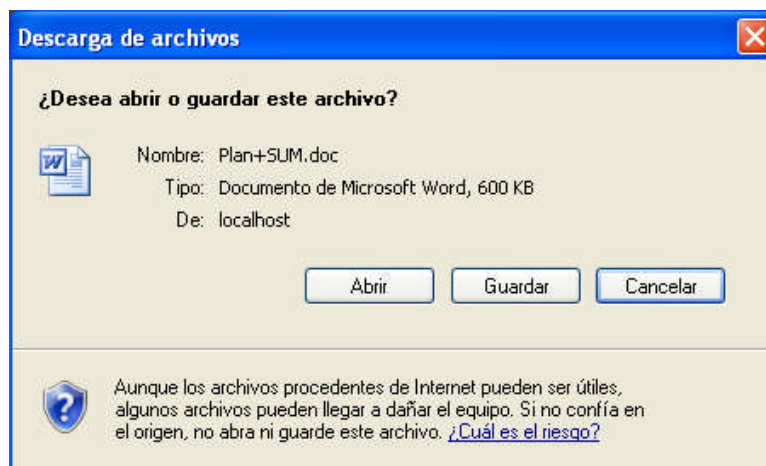 Descarga de archivos
¿Desea abrir o guardar este archivo?
Nombre: Plan+SUM.doc
Tipo: Documento de Microsoft Word, 600 KB
De: localhost
Abrir Guardar Cancelar
Aunque los archivos procedentes de Internet pueden ser útiles,
algunos archivos pueden llegar a dañar el equipo. Si no confía en
el origen, no abra ni guarde este archivo. ¿Cuál es el riesgo?